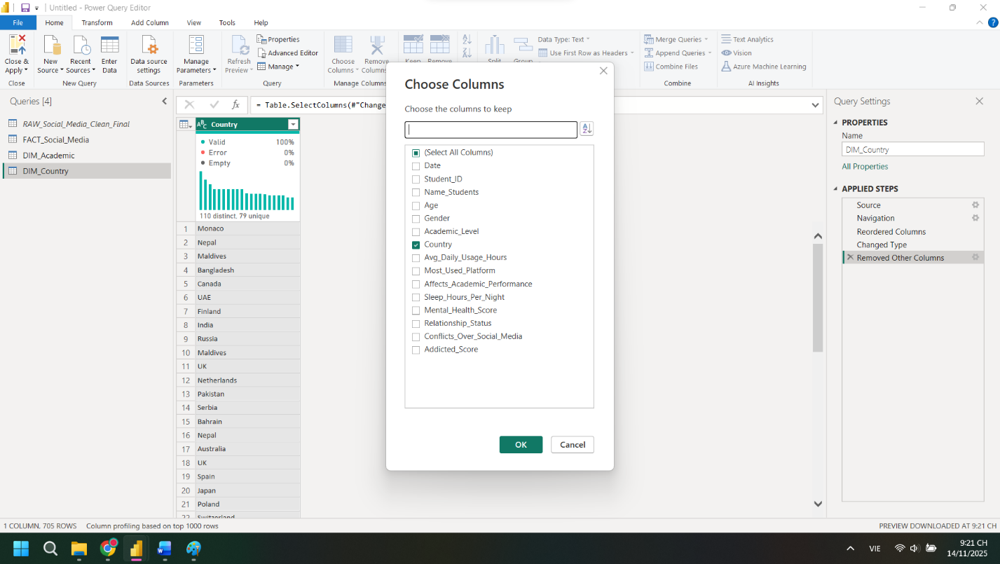 Untitled - Power Query Editor
File Home Transform Add Column View Tools Help
Close & Apply
Close
New Source
Recent Sources
Enter Data
New Query
Data source settings
Data Sources
Manage Parameters
Parameters
Refresh Preview
Properties
Advanced Editor
Manage
Query
Choose Columns
Remove Columns
Manage Columns
Keep
Remove
Split
Group
Data Type: Text
Use First Row as Headers
Merge Queries
Append Queries
Combine Files
Combine
Text Analytics
Vision
Azure Machine Learning
AI Insights
Queries [4]
RAW_Social_Media_Clean_Final
FACT_Social_Media
DIM_Academic
DIM_Country
fx
= Table.SelectColumns(#"Change
ABC Country
Valid 100%
Error 0%
Empty 0%
110 distinct, 79 unique
1 Monaco
2 Nepal
3 Maldives
4 Bangladesh
5 Canada
6 UAE
7 Finland
8 India
9 Russia
10 Maldives
11 UK
12 Netherlands
13 Pakistan
14 Serbia
15 Bahrain
16 Nepal
17 Australia
18 UK
19 Spain
20 Japan
21 Poland
22 Switzerland
Choose Columns
Choose the columns to keep
AZ
(Select All Columns)
Date
Student_ID
Name_Students
Age
Gender
Academic_Level
Country
Avg_Daily_Usage_Hours
Most_Used_Platform
Affects_Academic_Performance
Sleep_Hours_Per_Night
Mental_Health_Score
Relationship_Status
Conflicts_Over_Social_Media
Addicted_Score
OK Cancel
Query Settings
PROPERTIES
Name
DIM_Country
All Properties
APPLIED STEPS
Source
Navigation
Reordered Columns
Changed Type
Removed Other Columns
1 COLUMN, 705 ROWS Column profiling based on top 1000 rows
PREVIEW DOWNLOADED AT 9:21 CH
VIE
9:21 CH
14/11/2025